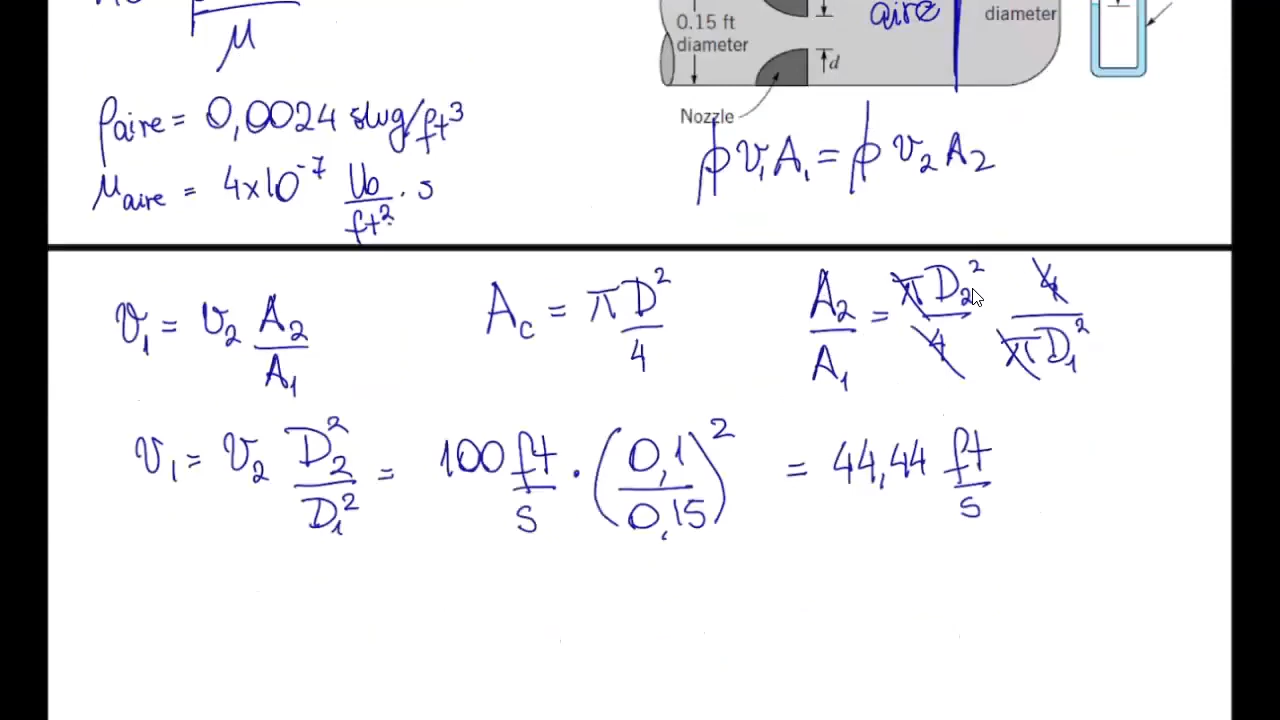 μ
0.15 ft
diameter
aire
diameter
d
Nozzle
ρaire = 0,0024 slug/ft³
μaire = 4x10⁻⁷ lb/ft² · s
ρ v₁ A₁ = ρ v₂ A₂
v₁ = v₂ A₂/A₁
Ac = πD²/4
A₂/A₁ = πD₂²/4 4/πD₁²
v₁ = v₂ D₂²/D₁² = 100 ft/s · (0,1/0,15)² = 44,44 ft/s